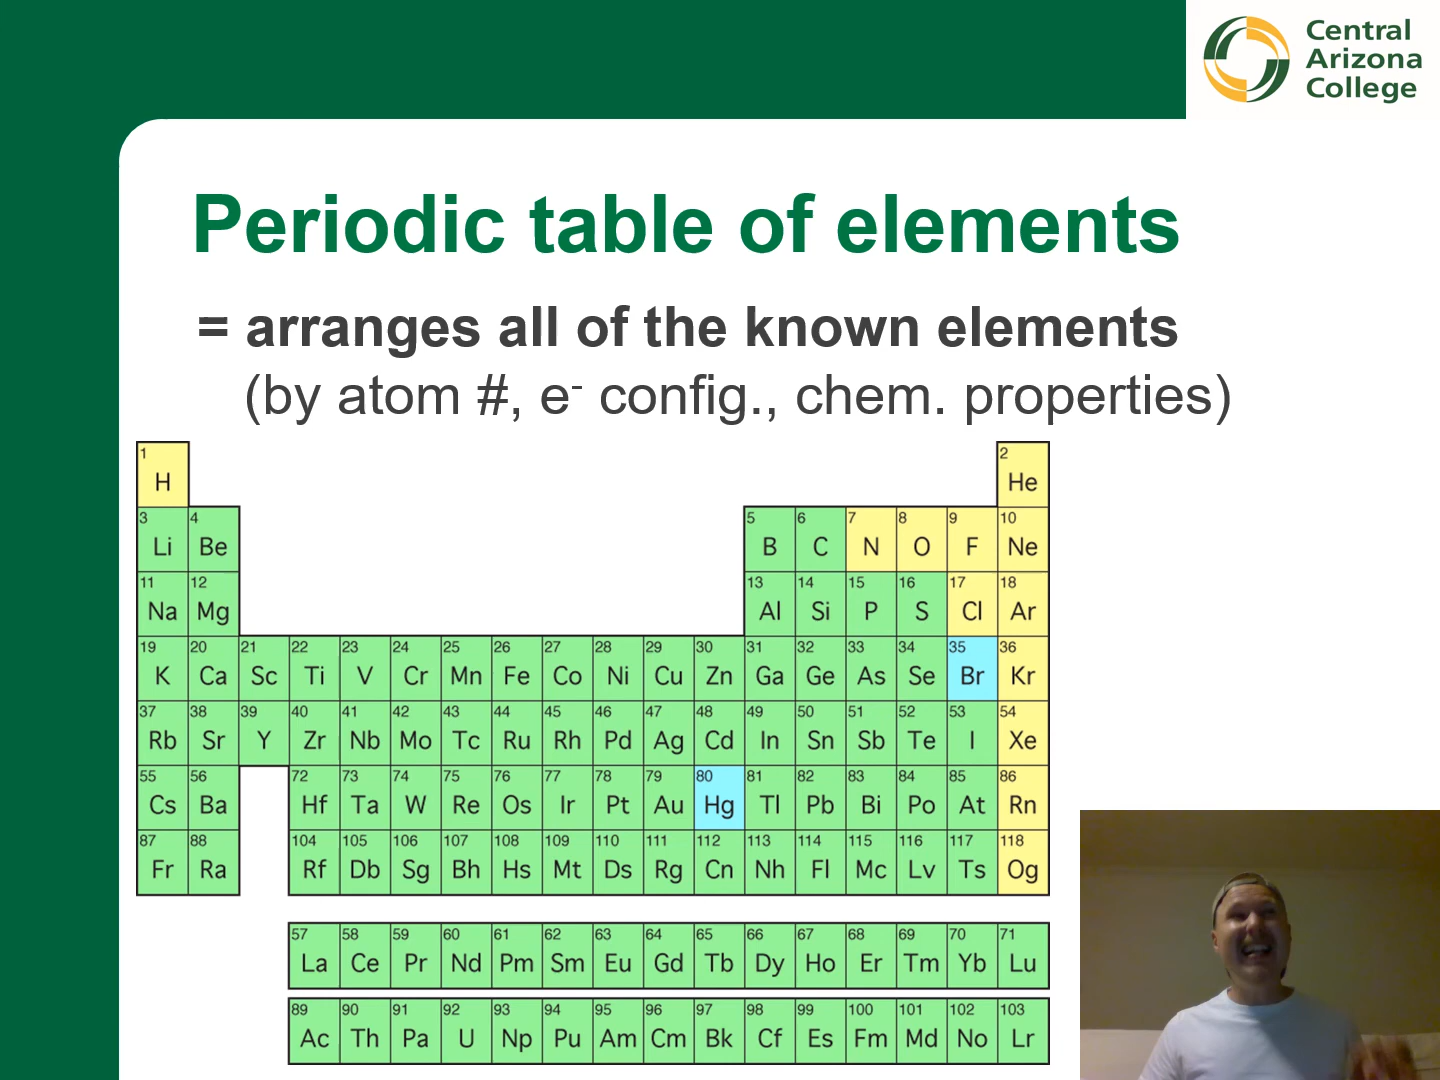 Central
Arizona
College
Periodic table of elements
= arranges all of the known elements
(by atom #, e- config., chem. properties)
1 2
H He
3 4 5 6 7 8 9 10
Li Be B C N O F Ne
11 12 13 14 15 16 17 18
Na Mg Al Si P S Cl Ar
19 20 21 22 23 24 25 26 27 28 29 30 31 32 33 34 35 36
K Ca Sc Ti V Cr Mn Fe Co Ni Cu Zn Ga Ge As Se Br Kr
37 38 39 40 41 42 43 44 45 46 47 48 49 50 51 52 53 54
Rb Sr Y Zr Nb Mo Tc Ru Rh Pd Ag Cd In Sn Sb Te I Xe
55 56 72 73 74 75 76 77 78 79 80 81 82 83 84 85 86
Cs Ba Hf Ta W Re Os Ir Pt Au Hg Tl Pb Bi Po At Rn
87 88 104 105 106 107 108 109 110 111 112 113 114 115 116 117 118
Fr Ra Rf Db Sg Bh Hs Mt Ds Rg Cn Nh Fl Mc Lv Ts Og
57 58 59 60 61 62 63 64 65 66 67 68 69 70 71
La Ce Pr Nd Pm Sm Eu Gd Tb Dy Ho Er Tm Yb Lu
89 90 91 92 93 94 95 96 97 98 99 100 101 102 103
Ac Th Pa U Np Pu Am Cm Bk Cf Es Fm Md No Lr